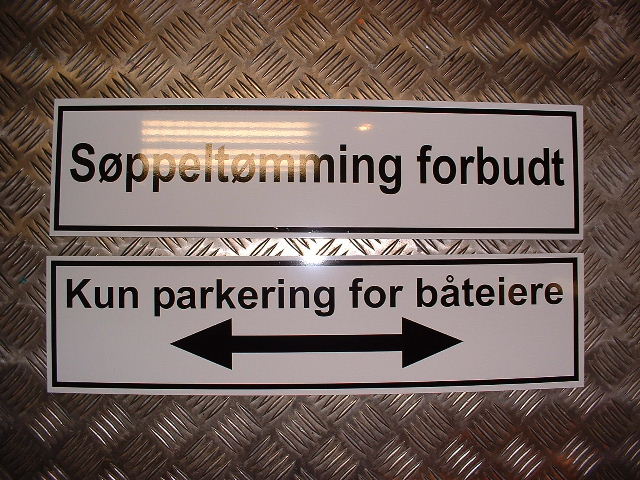 Søppeltømming forbudt
Kun parkering for båteiere